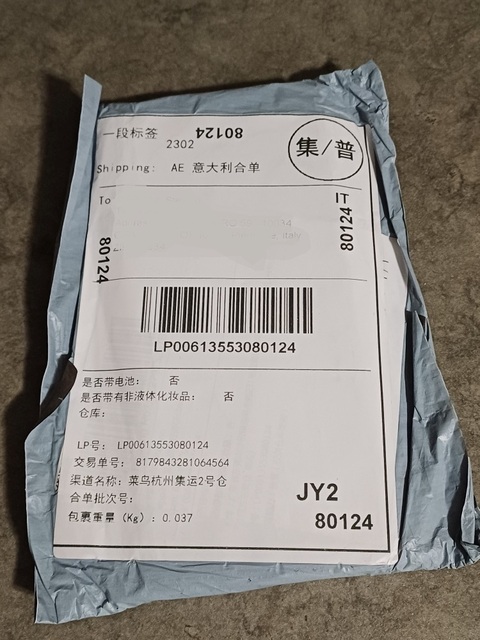 一段标签
80124
2302
集/普
Shipping: AE 意大利合单
To
80124 IT
80124
LP00613553080124
是否带电池: 否
是否带有非液体化妆品: 否
仓库:
LP号: LP00613553080124
交易单号: 8179843281064564
渠道名称: 菜鸟杭州集运2号仓
合单批次号:
JY2
包裹重量 (Kg): 0.037
80124